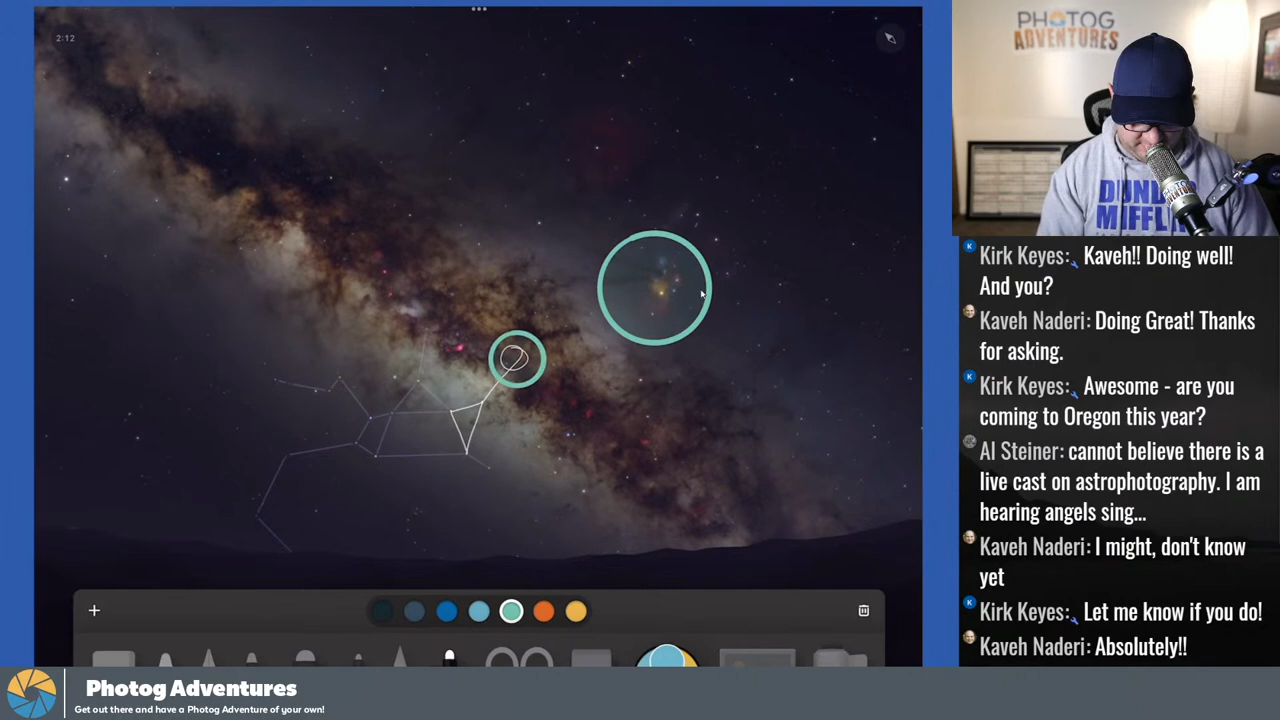 2:12
PHOTOG
ADVENTURES
DUNDER
MIFFLIN
Kirk Keyes: Kaveh!! Doing well!
And you?
Kaveh Naderi: Doing Great! Thanks
for asking.
Kirk Keyes: Awesome - are you
coming to Oregon this year?
Al Steiner: cannot believe there is a
live cast on astrophotography. I am
hearing angels sing...
Kaveh Naderi: I might, don't know
yet
Kirk Keyes: Let me know if you do!
Kaveh Naderi: Absolutely!!
Photog Adventures
Get out there and have a Photog Adventure of your own!